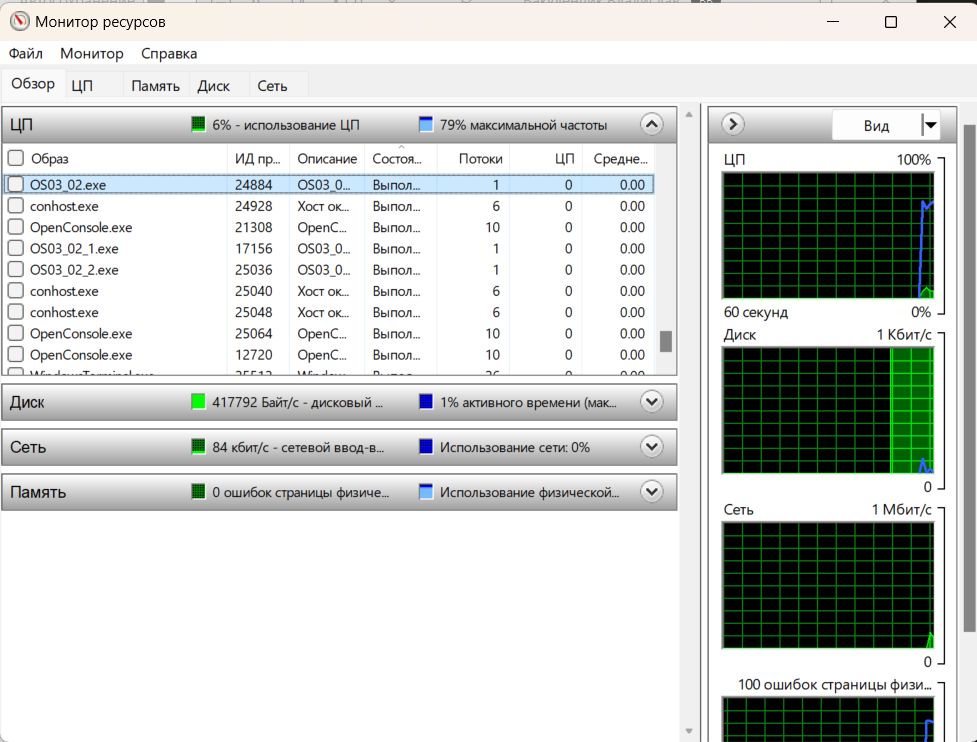 Монитор ресурсов
Файл Монитор Справка
Обзор ЦП Память Диск Сеть
ЦП 6% - использование ЦП 79% максимальной частоты
Образ ИД пр... Описание Состоя... Потоки ЦП Средне...
OS03_02.exe 24884 OS03_0... Выпол... 1 0 0.00
conhost.exe 24928 Хост ок... Выпол... 6 0 0.00
OpenConsole.exe 21308 OpenC... Выпол... 10 0 0.00
OS03_02_1.exe 17156 OS03_0... Выпол... 1 0 0.00
OS03_02_2.exe 25036 OS03_0... Выпол... 1 0 0.00
conhost.exe 25040 Хост ок... Выпол... 6 0 0.00
conhost.exe 25048 Хост ок... Выпол... 6 0 0.00
OpenConsole.exe 25064 OpenC... Выпол... 10 0 0.00
OpenConsole.exe 12720 OpenC... Выпол... 10 0 0.00
Диск 417792 Байт/с - дисковый ... 1% активного времени (мак...
Сеть 84 кбит/с - сетевой ввод-в... Использование сети: 0%
Память 0 ошибок страницы физиче... Использование физической...
Вид
ЦП 100%
60 секунд 0%
Диск 1 Кбит/с
0
Сеть 1 Мбит/с
0
100 ошибок страницы физи...